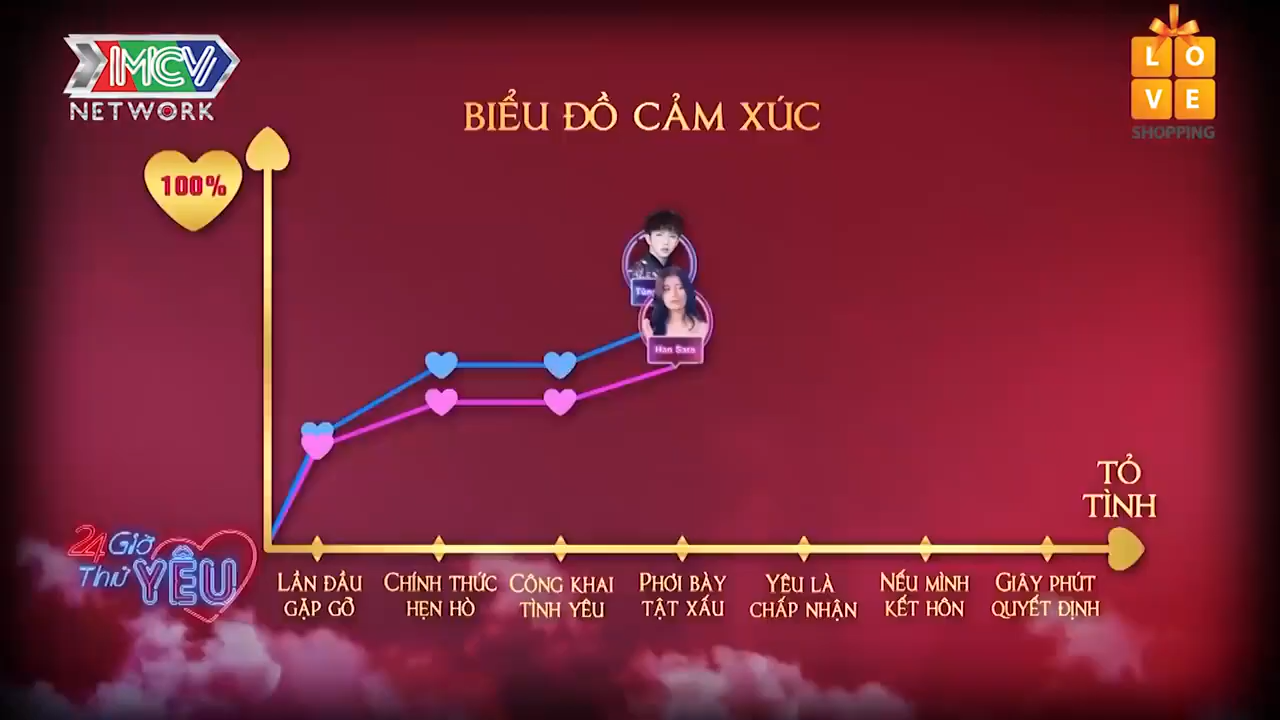 MCV
NETWORK
L O
V E
SHOPPING
BIỂU ĐỒ CẢM XÚC
100%
Han Sara
TỎ
TÌNH
24 Giờ
Thử YÊU
LẦN ĐẦU
GẶP GỠ
CHÍNH THỨC
HẸN HÒ
CÔNG KHAI
TÌNH YÊU
PHƠI BÀY
TẬT XẤU
YÊU LÀ
CHẤP NHẬN
NẾU MÌNH
KẾT HÔN
GIÂY PHÚT
QUYẾT ĐỊNH